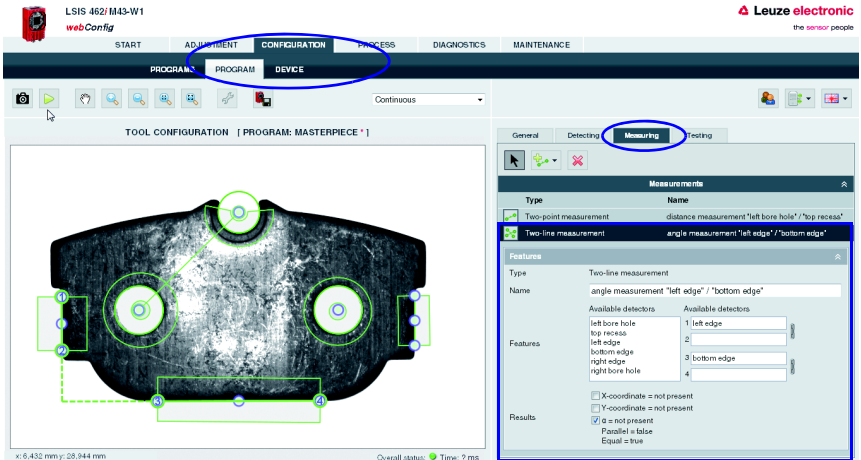 LSIS 462i M43-W1
webConfig
Leuze electronic
the sensor people
START ADJUSTMENT CONFIGURATION PROCESS DIAGNOSTICS MAINTENANCE
PROGRAMS PROGRAM DEVICE
Continuous
TOOL CONFIGURATION [ PROGRAM: MASTERPIECE * ]
General Detecting Measuring Testing
Measurements
Type Name
Two-point measurement distance measurement "left bore hole" / "top recess"
Two-line measurement angle measurement "left edge" / "bottom edge"
Features
Type Two-line measurement
Name angle measurement "left edge" / "bottom edge"
Available detectors Available detectors
Features
left bore hole
top recess
left edge
bottom edge
right edge
right bore hole
1 left edge
2
3 bottom edge
4
Results
X-coordinate = not present
Y-coordinate = not present
α = not present
Parallel = false
Equal = true
1
2
3 4
x: 6,432 mm y: 28,944 mm Overall status: Time: ? ms